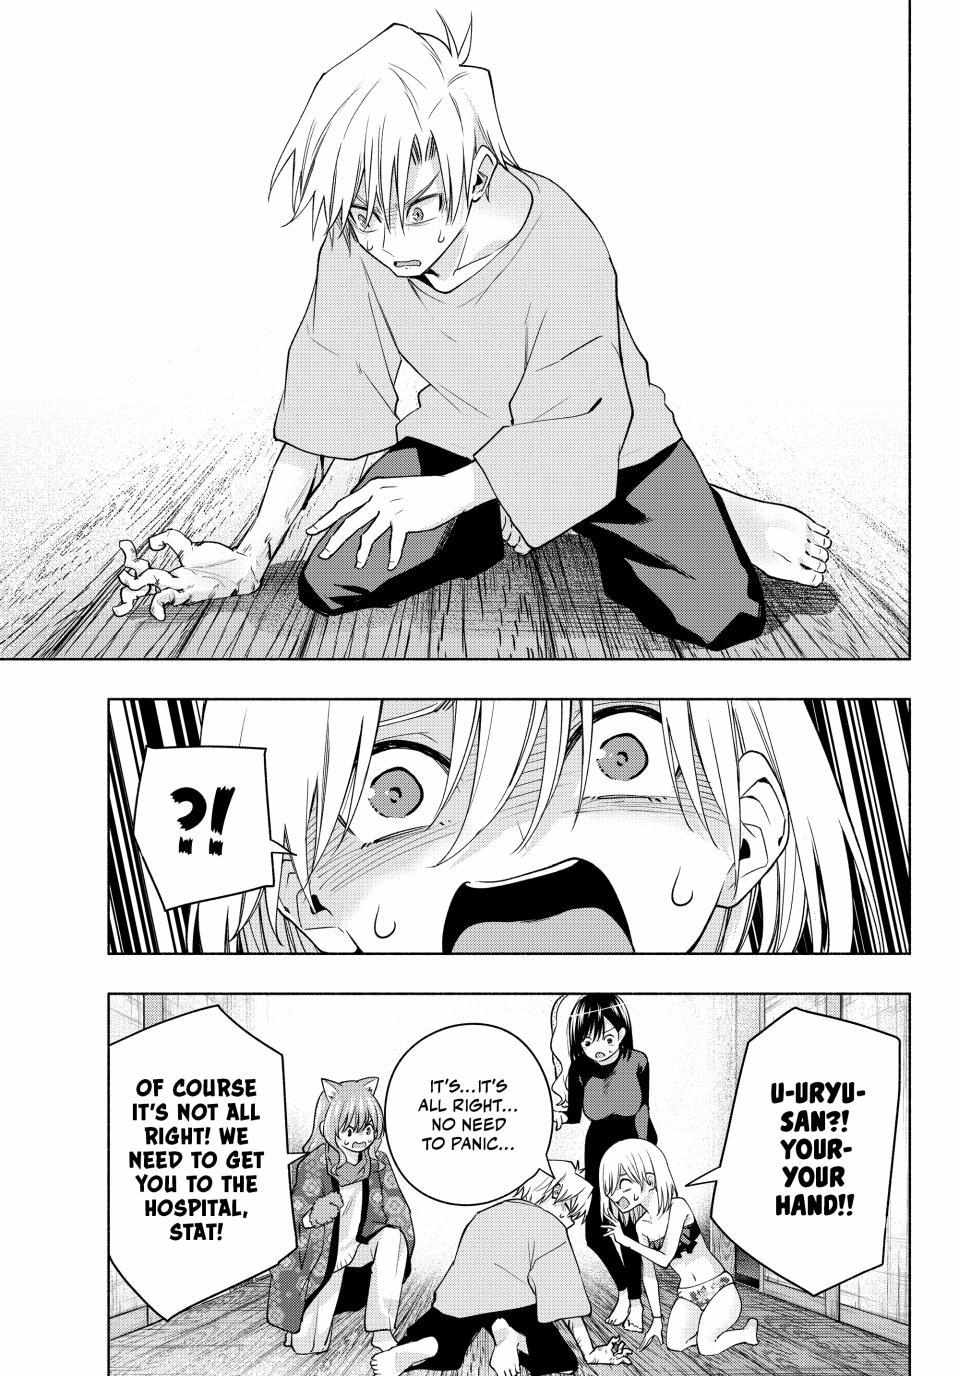 ?!
U-URYU-
SAN?!
YOUR-
YOUR
HAND!!
IT'S...IT'S
ALL RIGHT...
NO NEED
TO PANIC...
OF COURSE
IT'S NOT ALL
RIGHT! WE
NEED TO GET
YOU TO THE
HOSPITAL,
STAT!